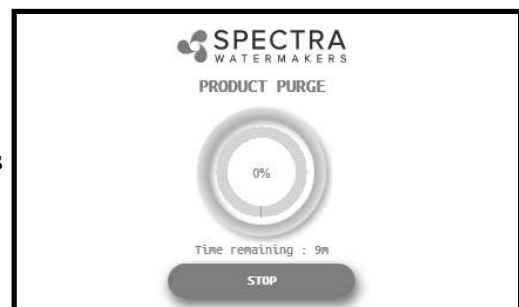 SPECTRA
WATERMAKERS
PRODUCT PURGE
0%
Time remaining : 9m
STOP